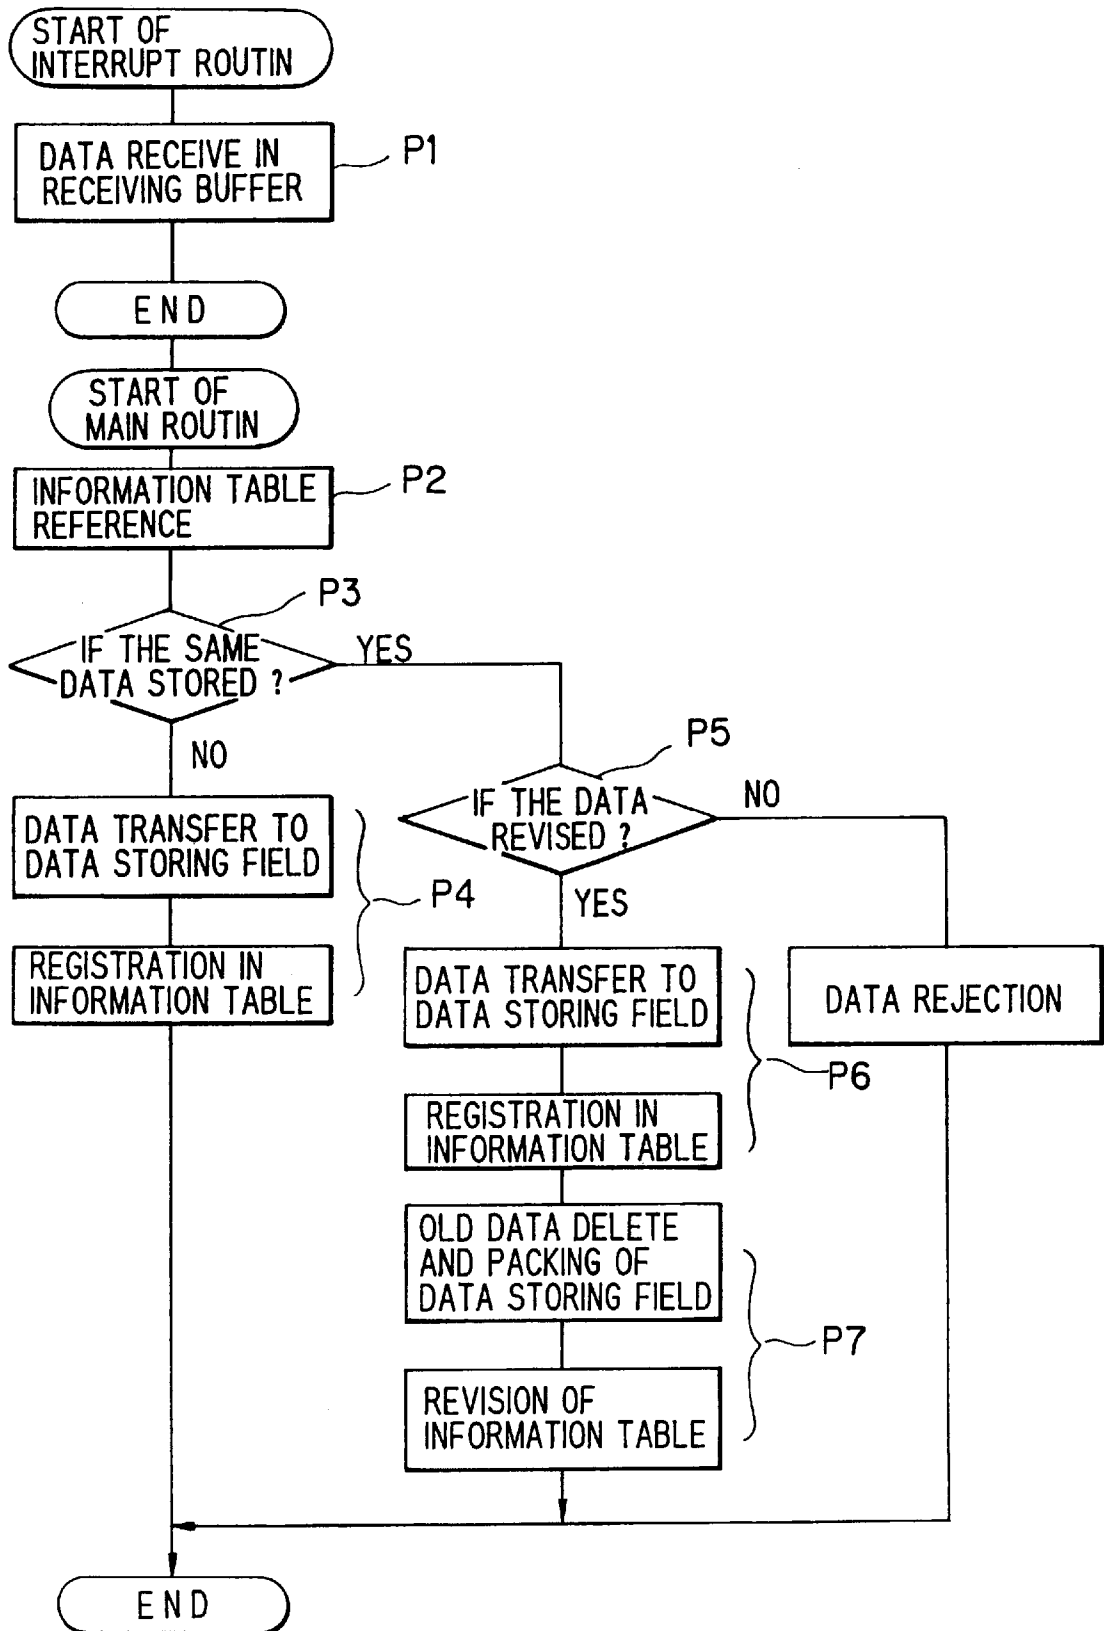 START OF
INTERRUPT ROUTIN
DATA RECEIVE IN
RECEIVING BUFFER
P1
END
START OF
MAIN ROUTIN
INFORMATION TABLE
REFERENCE
P2
P3
IF THE SAME
DATA STORED ?
YES
NO
P5
IF THE DATA
REVISED ?
NO
YES
DATA TRANSFER TO
DATA STORING FIELD
P4
REGISTRATION IN
INFORMATION TABLE
DATA TRANSFER TO
DATA STORING FIELD
DATA REJECTION
P6
REGISTRATION IN
INFORMATION TABLE
OLD DATA DELETE
AND PACKING OF
DATA STORING FIELD
P7
REVISION OF
INFORMATION TABLE
END